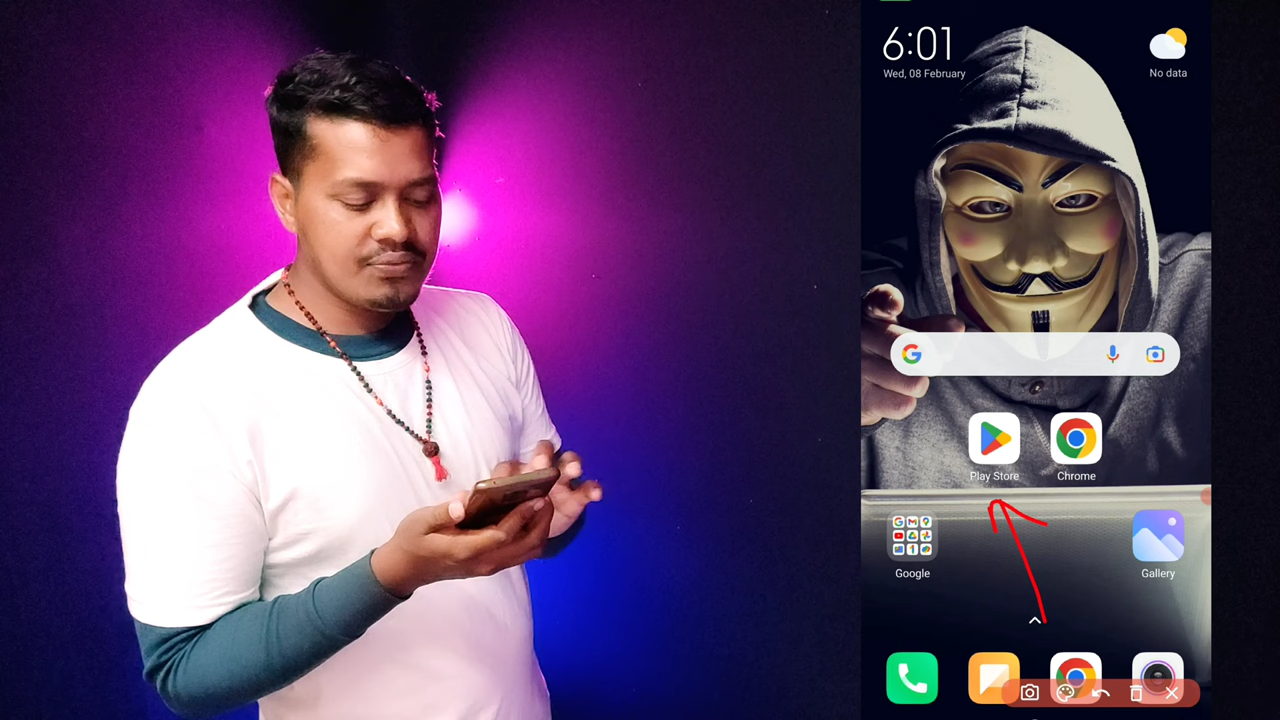 6:01
Wed, 08 February
No data
Play Store
Chrome
Google
Gallery